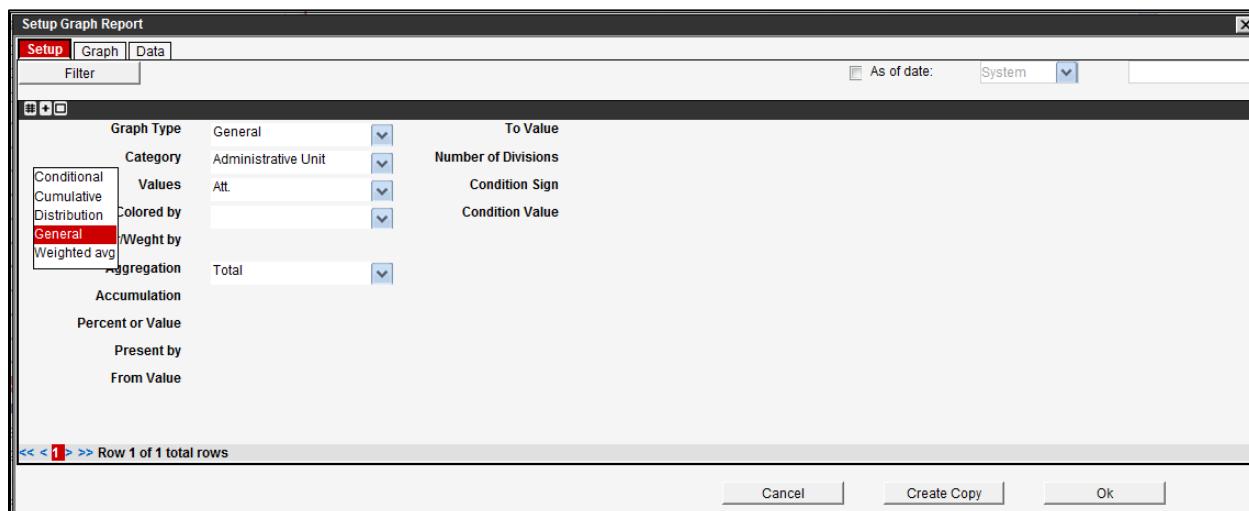 Setup Graph Report X
Setup Graph Data
Filter As of date: System
Graph Type General To Value
Category Administrative Unit Number of Divisions
Conditional
Values Att. Condition Sign
Cumulative
Distribution
Colored by Condition Value
General
/Weght by
Weighted avg
Aggregation Total
Accumulation
Percent or Value
Present by
From Value
<< < 1 > >> Row 1 of 1 total rows
Cancel Create Copy Ok